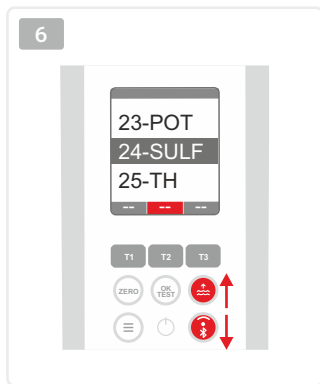 6
23-POT
24-SULF
25-TH
-- -- --
T1 T2 T3
ZERO OK TEST